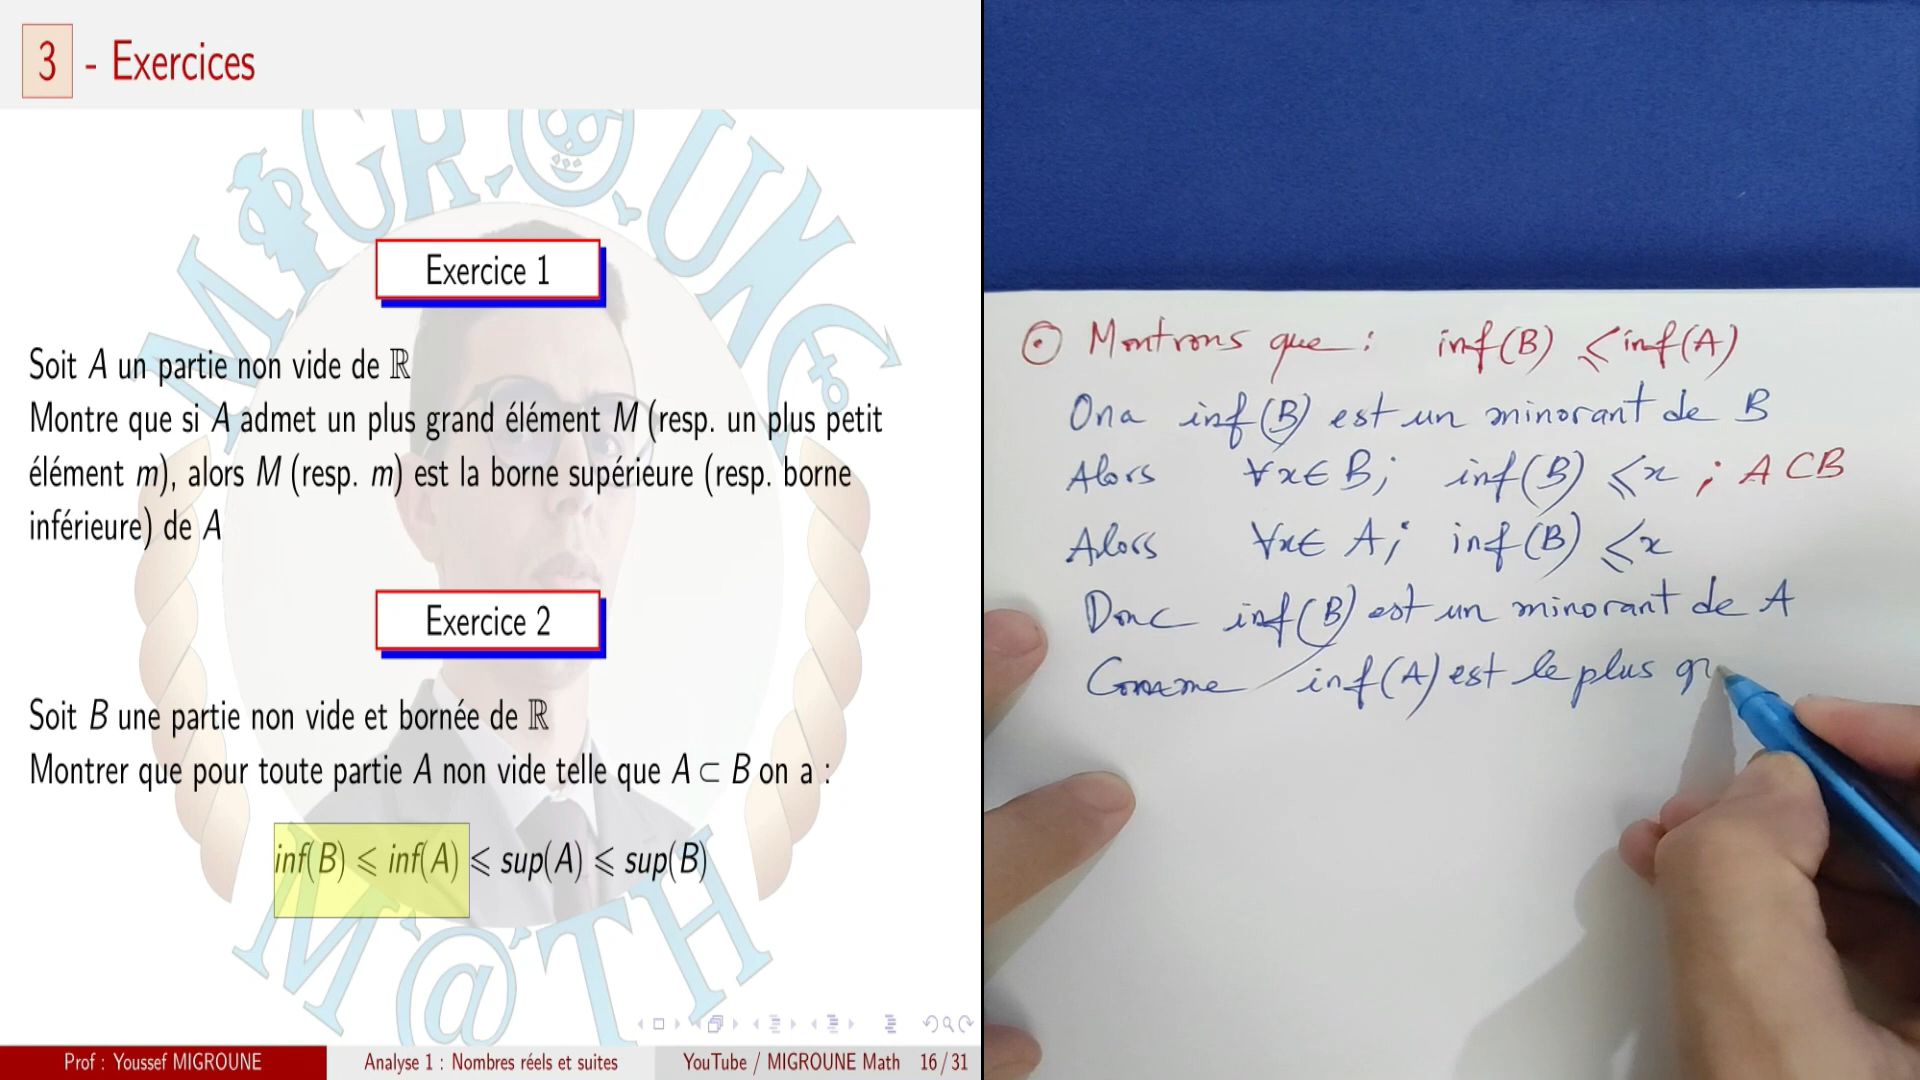 3 - Exercices
MIGROUNE
M@TH
Exercice 1
Soit A un partie non vide de ℝ
Montre que si A admet un plus grand élément M (resp. un plus petit
élément m), alors M (resp. m) est la borne supérieure (resp. borne
inférieure) de A
Exercice 2
Soit B une partie non vide et bornée de ℝ
Montrer que pour toute partie A non vide telle que A ⊂ B on a :
inf(B) ⩽ inf(A) ⩽ sup(A) ⩽ sup(B)
Prof : Youssef MIGROUNE Analyse 1 : Nombres réels et suites YouTube / MIGROUNE Math 16 / 31
⊙ Montrons que : inf(B) ⩽ inf(A)
On a inf(B) est un minorant de B
Alors ∀x∈B; inf(B) ⩽ x ; A⊂B
Alors ∀x∈A; inf(B) ⩽ x
Donc inf(B) est un minorant de A
Comme inf(A) est le plus gr